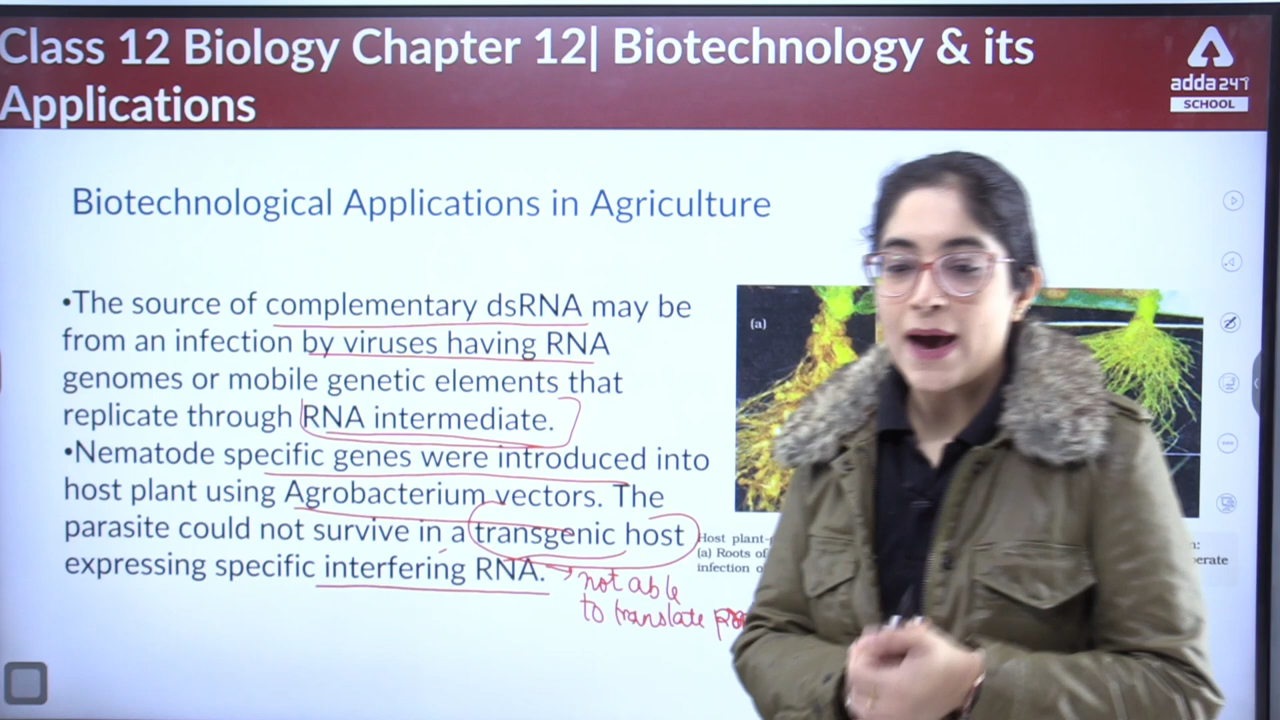 Class 12 Biology Chapter 12| Biotechnology & its
Applications
adda247
SCHOOL
Biotechnological Applications in Agriculture
•The source of complementary dsRNA may be
from an infection by viruses having RNA
genomes or mobile genetic elements that
replicate through RNA intermediate.
•Nematode specific genes were introduced into
host plant using Agrobacterium vectors. The
parasite could not survive in a transgenic host
expressing specific interfering RNA.
not able
to translate
(a)
Host plant-
(a) Roots of
infection